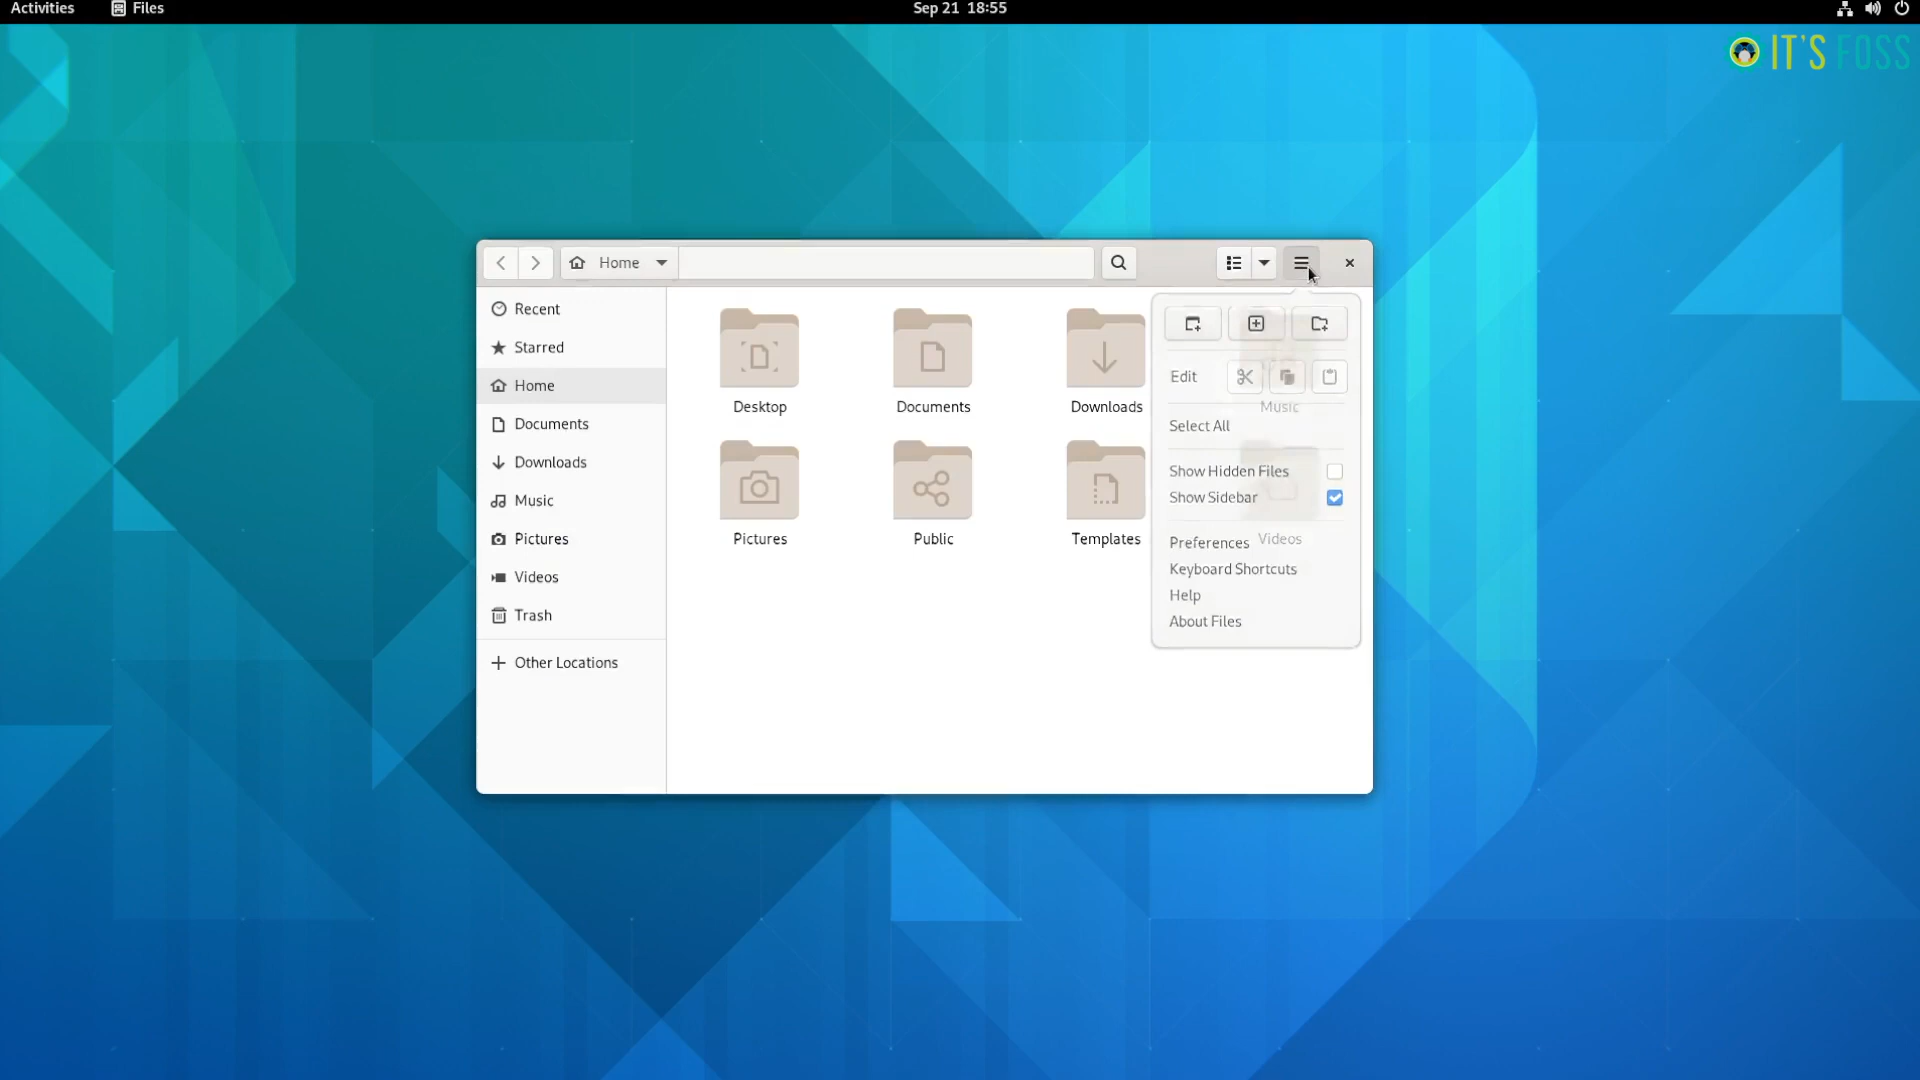 Activities Files Sep 21 18:55
IT'S FOSS
Home
Recent
Starred
Home
Documents
Downloads
Music
Pictures
Videos
Trash
Other Locations
Desktop Documents Downloads Music
Pictures Public Templates Videos
Edit
Select All
Show Hidden Files
Show Sidebar
Preferences
Keyboard Shortcuts
Help
About Files